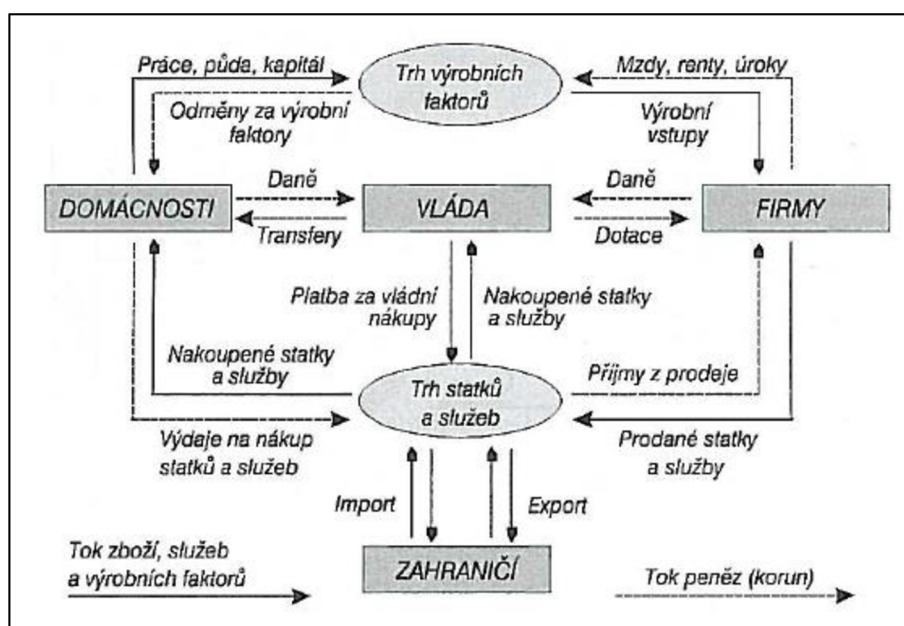 Práce, půda, kapitál
Trh výrobních
faktorů
Mzdy, renty, úroky
Odměny za výrobní
faktory
Výrobní
vstupy
DOMÁCNOSTI
Daně
VLÁDA
Daně
FIRMY
Transfery
Dotace
Platba za vládní
nákupy
Nakoupené statky
a služby
Nakoupené statky
a služby
Trh statků
a služeb
Příjmy z prodeje
Výdaje na nákup
statků a služeb
Prodané statky
a služby
Import
Export
Tok zboží, služeb
a výrobních faktorů
ZAHRANIČÍ
Tok peněz (korun)